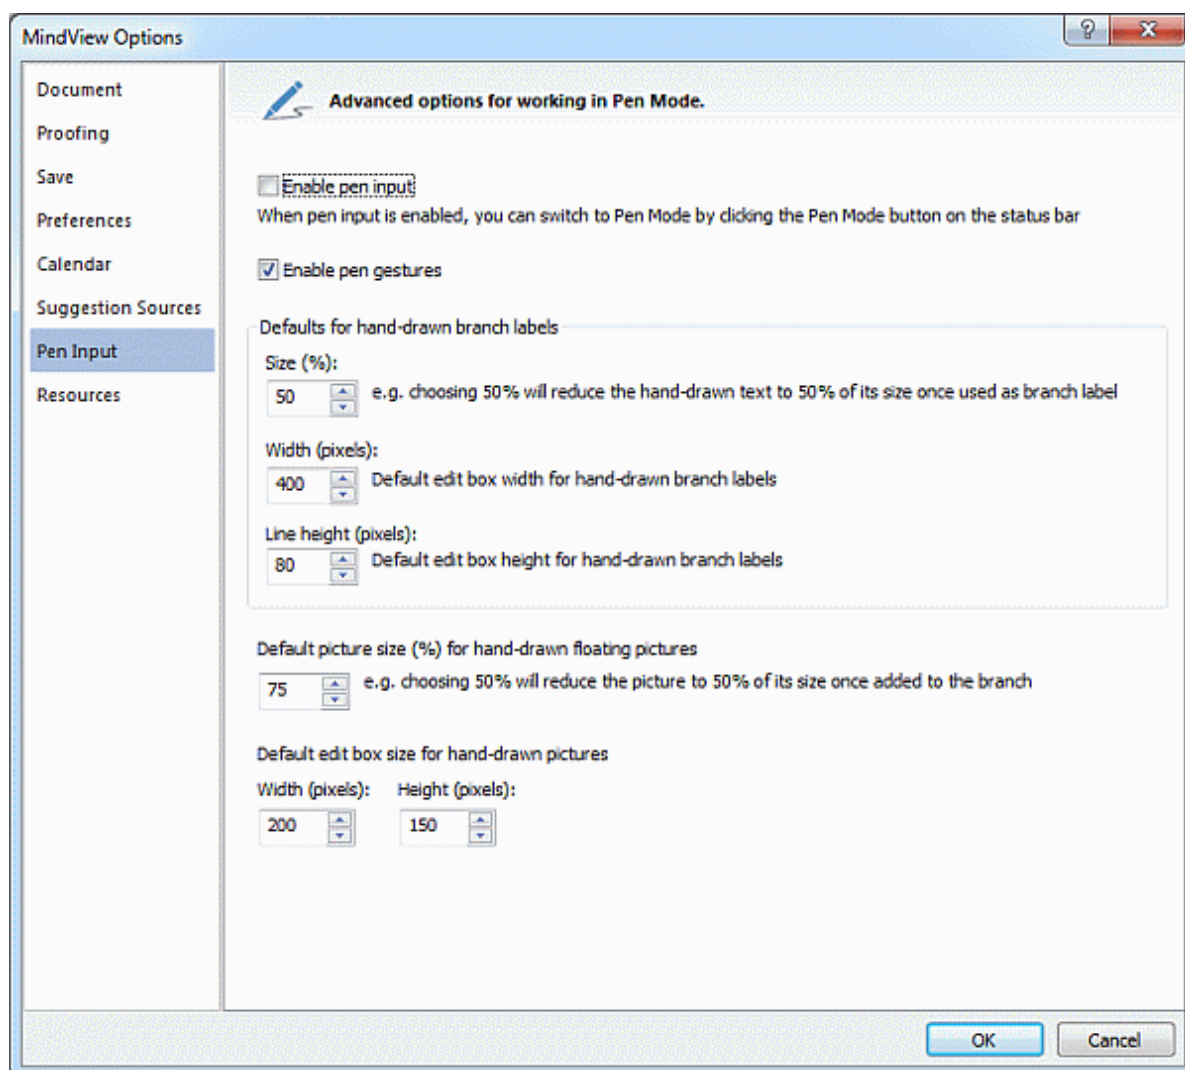 MindView Options
Document
Proofing
Save
Preferences
Calendar
Suggestion Sources
Pen Input
Resources
Advanced options for working in Pen Mode.
Enable pen input
When pen input is enabled, you can switch to Pen Mode by clicking the Pen Mode button on the status bar
Enable pen gestures
Defaults for hand-drawn branch labels
Size (%):
50 e.g. choosing 50% will reduce the hand-drawn text to 50% of its size once used as branch label
Width (pixels):
400 Default edit box width for hand-drawn branch labels
Line height (pixels):
80 Default edit box height for hand-drawn branch labels
Default picture size (%) for hand-drawn floating pictures
75 e.g. choosing 50% will reduce the picture to 50% of its size once added to the branch
Default edit box size for hand-drawn pictures
Width (pixels): Height (pixels):
200 150
OK Cancel